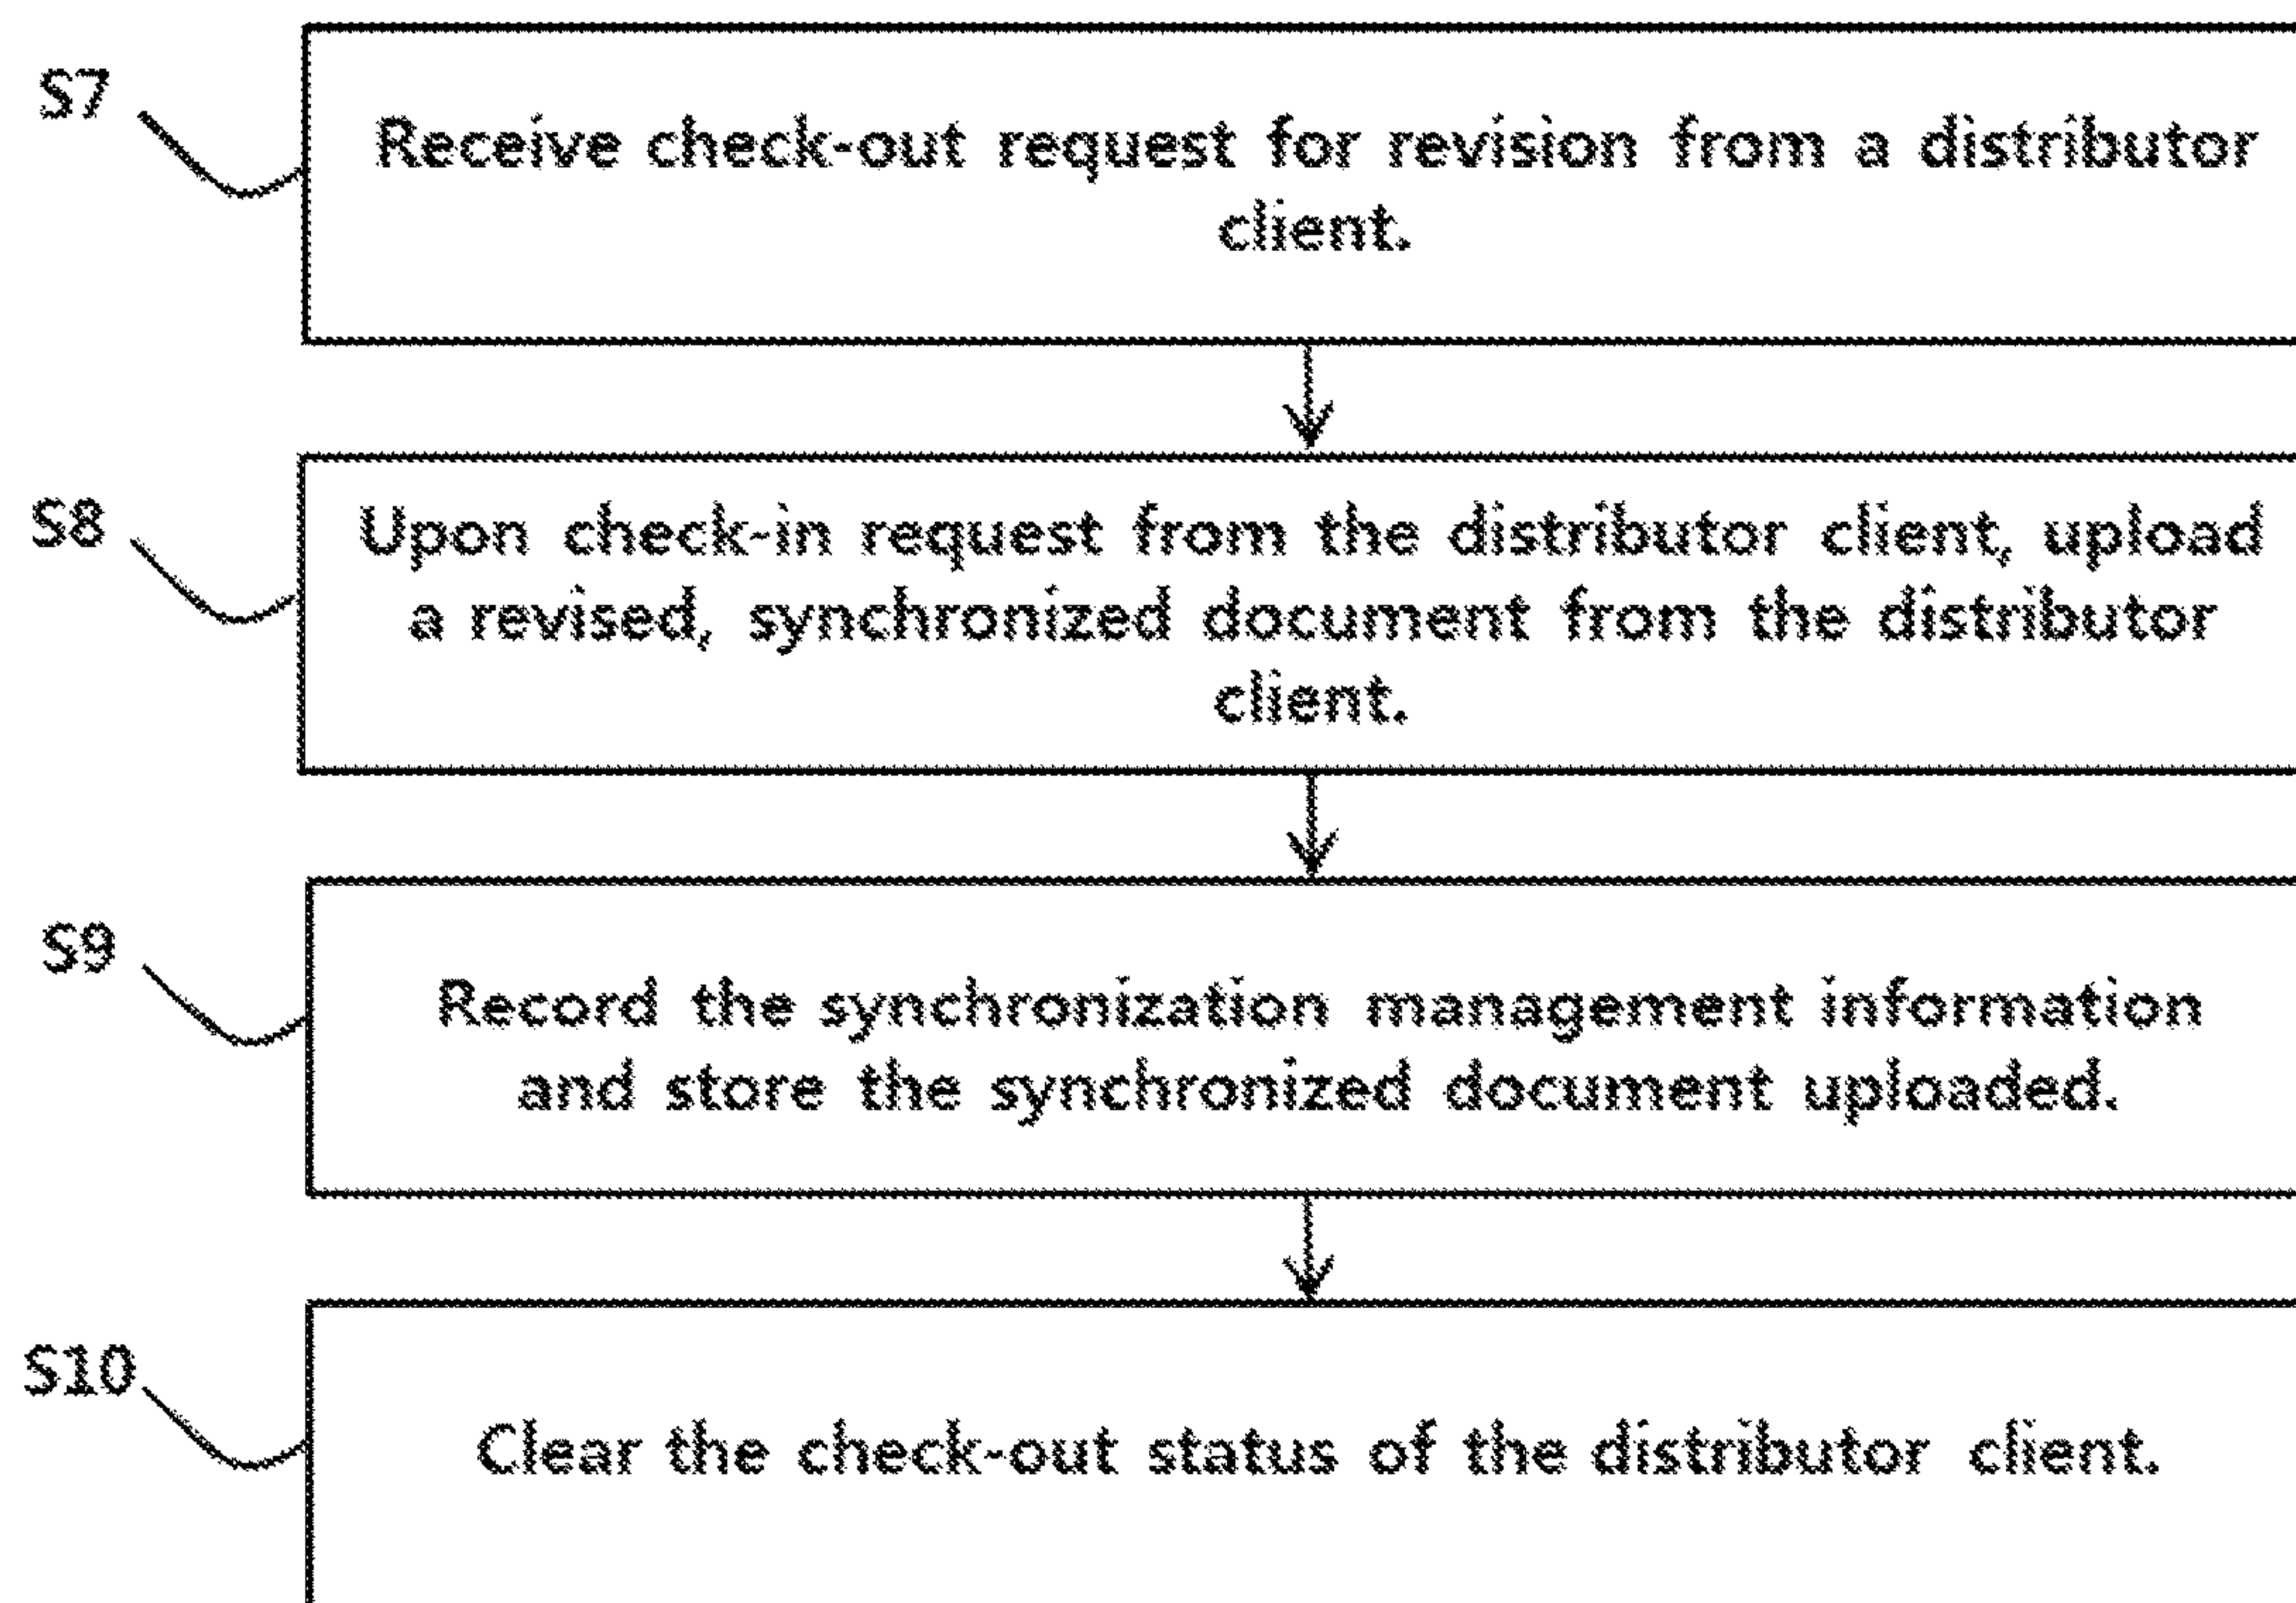 S7
Receive check-out request for revision from a distributor
client.
S8
Upon check-in request from the distributor client, upload
a revised, synchronized document from the distributor
client.
S9
Record the synchronization management information
and store the synchronized document uploaded.
S10
Clear the check-out status of the distributor client.